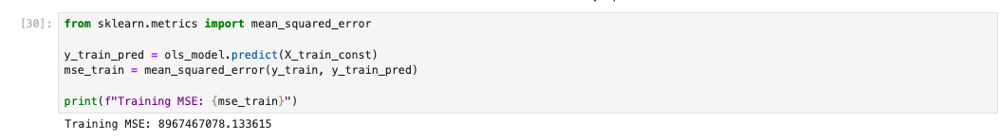 [30]: from sklearn.metrics import mean_squared_error
y_train_pred = ols_model.predict(X_train_const)
mse_train = mean_squared_error(y_train, y_train_pred)
print(f"Training MSE: {mse_train}")
Training MSE: 8967467078.133615